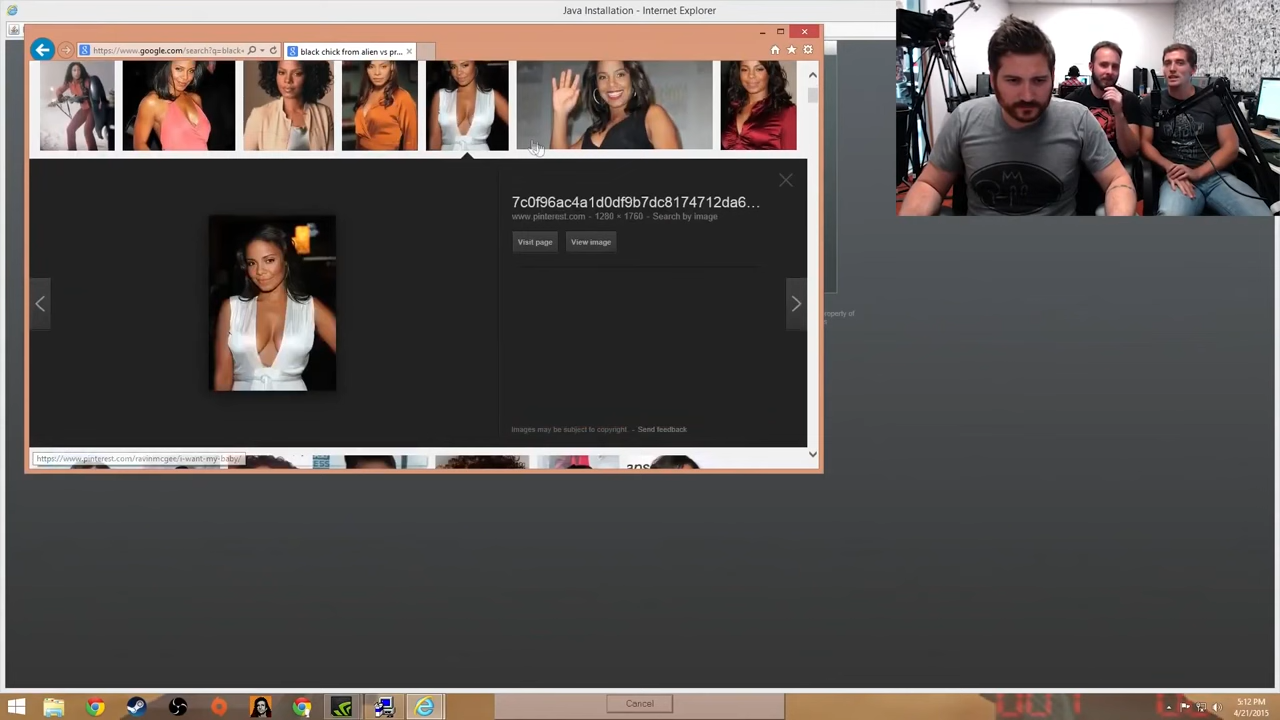 Java Installation - Internet Explorer
https://www.google.com/search?q=black+
black chick from alien vs pr...
7c0f96ac4a1d0df9b7dc8174712da6...
www.pinterest.com - 1280 × 1760 - Search by image
Visit page
View image
roperty of
Images may be subject to copyright. - Send feedback
https://www.pinterest.com/ravinmcgee/i-want-my-baby/
Cancel
5:12 PM
4/21/2015